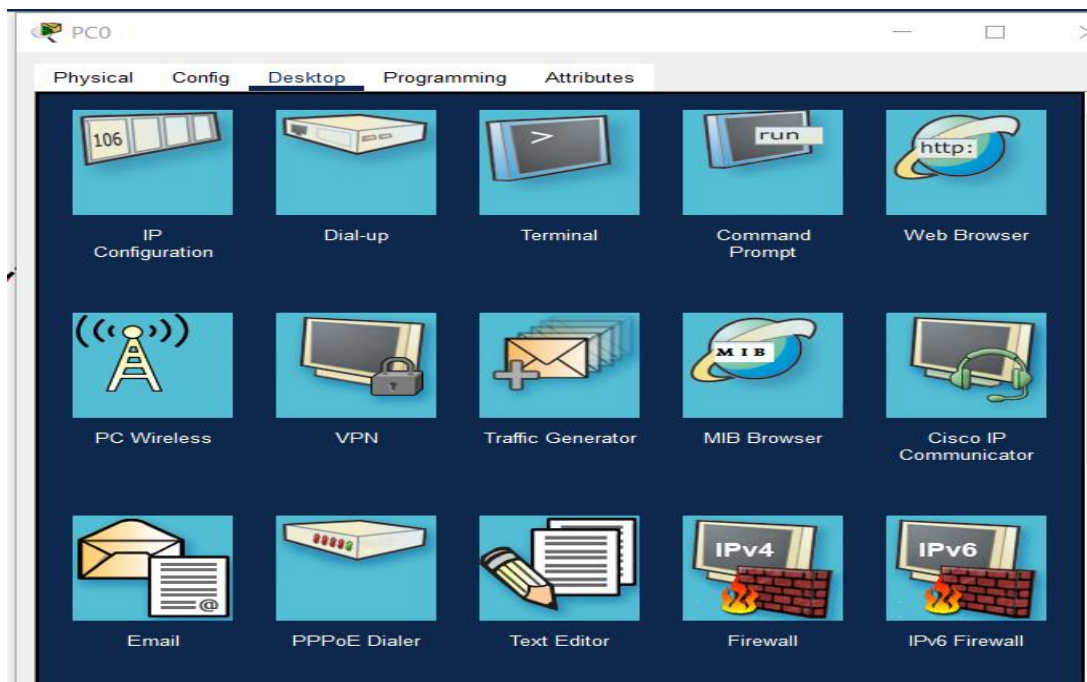 PC0
Physical Config Desktop Programming Attributes
106
>
run
http:
IP
Configuration
Dial-up
Terminal
Command
Prompt
Web Browser
MIB
PC Wireless
VPN
Traffic Generator
MIB Browser
Cisco IP
Communicator
@
IPv4
IPv6
Email
PPPoE Dialer
Text Editor
Firewall
IPv6 Firewall